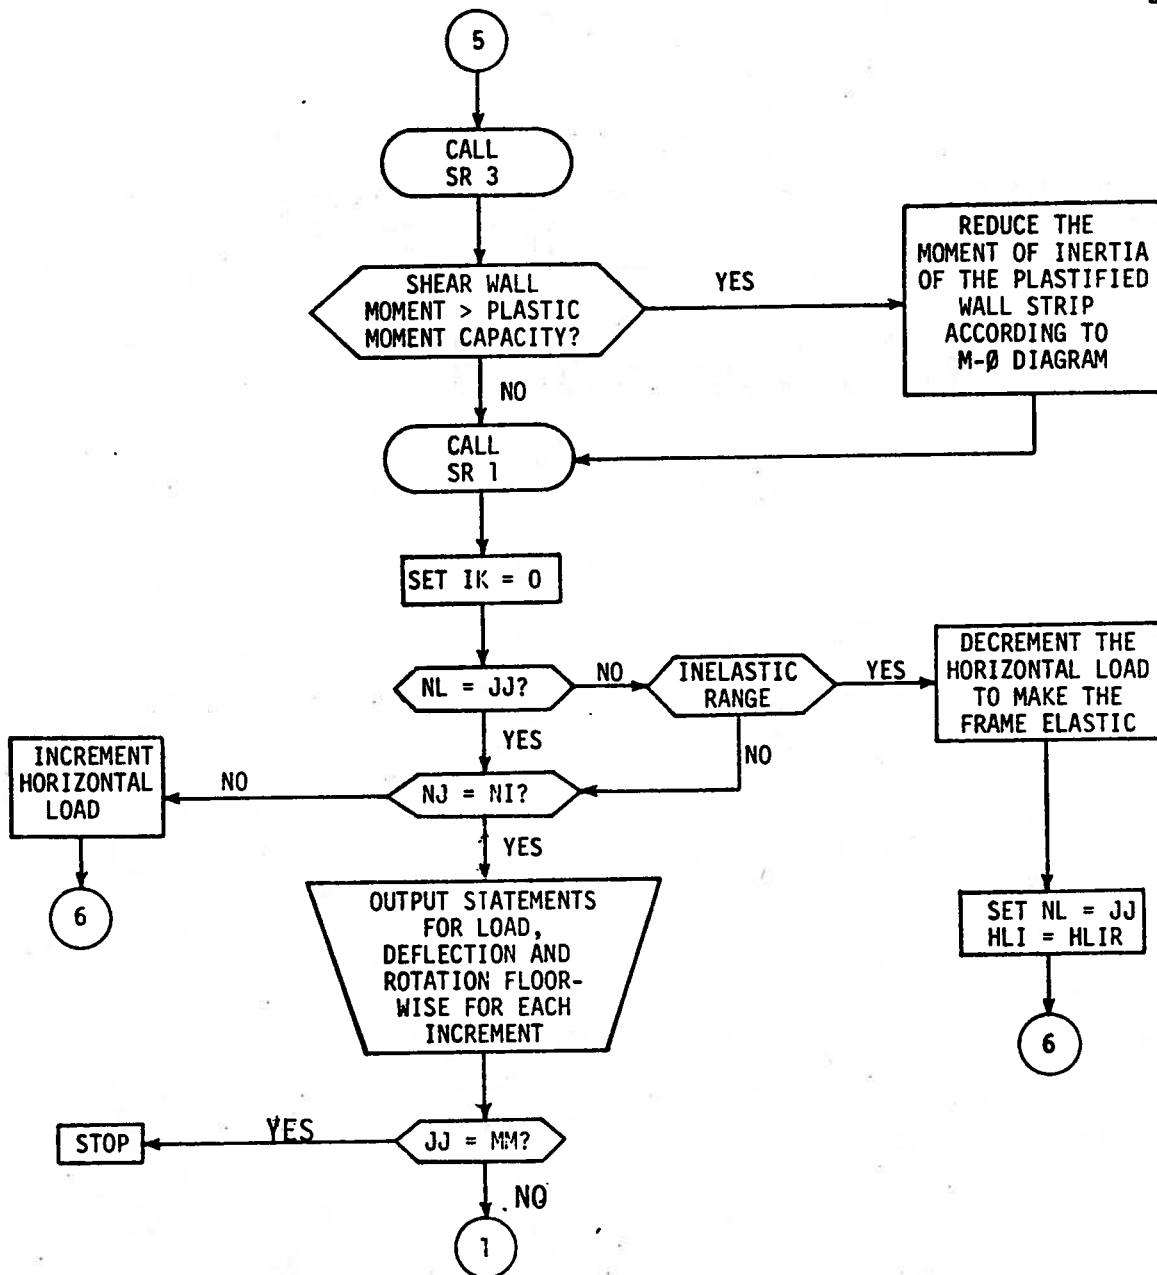 5
CALL
SR 3
SHEAR WALL
MOMENT > PLASTIC
MOMENT CAPACITY?
YES
REDUCE THE
MOMENT OF INERTIA
OF THE PLASTIFIED
WALL STRIP
ACCORDING TO
M-Ø DIAGRAM
NO
CALL
SR 1
SET IK = 0
NL = JJ?
NO
INELASTIC
RANGE
YES
DECREMENT THE
HORIZONTAL LOAD
TO MAKE THE
FRAME ELASTIC
YES
NO
INCREMENT
HORIZONTAL
LOAD
NO
NJ = NI?
YES
6
OUTPUT STATEMENTS
FOR LOAD,
DEFLECTION AND
ROTATION FLOOR-
WISE FOR EACH
INCREMENT
SET NL = JJ
HLI = HLIR
6
STOP
YES
JJ = MM?
NO
1